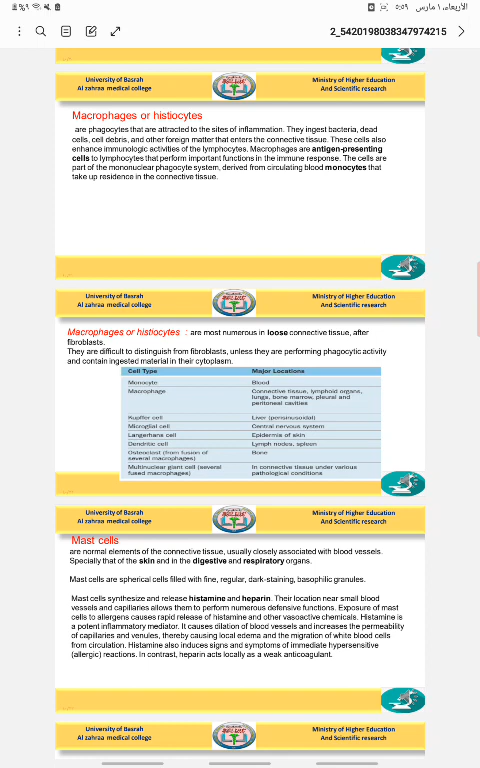 الأربعاء، ١ مارس ٥:٥٩
2_5420198038347974215
University of Basrah
Al zahraa medical college
Ministry of Higher Education
And Scientific research
Macrophages or histiocytes
are phagocytes that are attracted to the sites of inflammation. They ingest bacteria, dead
cells, cell debris, and other foreign matter that enters the connective tissue. These cells also
enhance immunologic activities of the lymphocytes. Macrophages are antigen-presenting
cells to lymphocytes that perform important functions in the immune response. The cells are
part of the mononuclear phagocyte system, derived from circulating blood monocytes that
take up residence in the connective tissue.
University of Basrah
Al zahraa medical college
Ministry of Higher Education
And Scientific research
Macrophages or histiocytes : are most numerous in loose connective tissue, after
fibroblasts.
They are difficult to distinguish from fibroblasts, unless they are performing phagocytic activity
and contain ingested material in their cytoplasm.
Cell Type Major Locations
Monocyte Blood
Macrophage Connective tissue, lymphoid organs,
lungs, bone marrow, pleural and
peritoneal cavities
Kupffer cell Liver (perisinusoidal)
Microglial cell Central nervous system
Langerhans cell Epidermis of skin
Dendritic cell Lymph nodes, spleen
Osteoclast (from fusion of Bone
several macrophages)
Multinuclear giant cell (several In connective tissue under various
fused macrophages) pathological conditions
University of Basrah
Al zahraa medical college
Ministry of Higher Education
And Scientific research
Mast cells
are normal elements of the connective tissue, usually closely associated with blood vessels.
Specially that of the skin and in the digestive and respiratory organs.
Mast cells are spherical cells filled with fine, regular, dark-staining, basophilic granules.
Mast cells synthesize and release histamine and heparin. Their location near small blood
vessels and capillaries allows them to perform numerous defensive functions. Exposure of mast
cells to allergens causes rapid release of histamine and other vasoactive chemicals. Histamine is
a potent inflammatory mediator. It causes dilation of blood vessels and increases the permeability
of capillaries and venules, thereby causing local edema and the migration of white blood cells
from circulation. Histamine also induces signs and symptoms of immediate hypersensitive
(allergic) reactions. In contrast, heparin acts locally as a weak anticoagulant.
University of Basrah
Al zahraa medical college
Ministry of Higher Education
And Scientific research